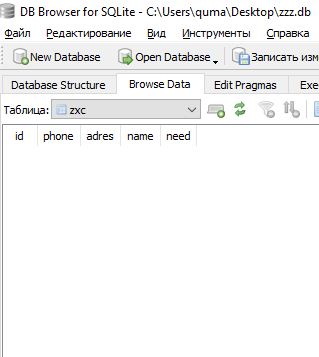 DB Browser for SQLite - C:\Users\quma\Desktop\zzz.db
Файл Редактирование Вид Инструменты Справка
New Database Open Database Записать изме
Database Structure Browse Data Edit Pragmas Exe
Таблица: zxc
id phone adres name need